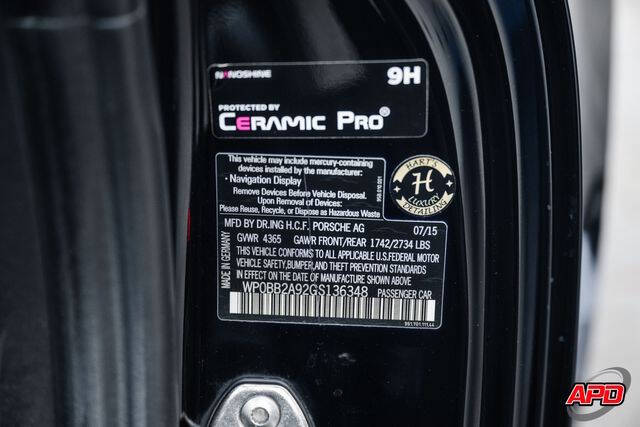 NANOSHINE 9H
PROTECTED BY
CERAMIC PRO®
This vehicle may include mercury-containing
devices installed by the manufacturer:
· Navigation Display
Remove Devices Before Vehicle Disposal.
Upon Removal of Devices:
Please Reuse, Recycle, or Dispose as Hazardous Waste
HART'S
H
LUXURY
DETAILING
MFD BY DR.ING H.C.F. PORSCHE AG 07/15
MADE IN GERMANY
GVWR 4365 GAWR FRONT/REAR 1742/2734 LBS
THIS VEHICLE CONFORMS TO ALL APPLICABLE U.S.FEDERAL MOTOR
VEHICLE SAFETY, BUMPER, AND THEFT PREVENTION STANDARDS
IN EFFECT ON THE DATE OF MANUFACTURE SHOWN ABOVE
WP0BB2A92GS136348 PASSENGER CAR
991.701.111.44
APD